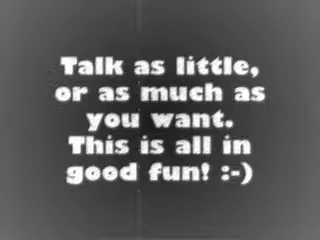 Talk as little,
or as much as
you want.
This is all in
good fun! :-)